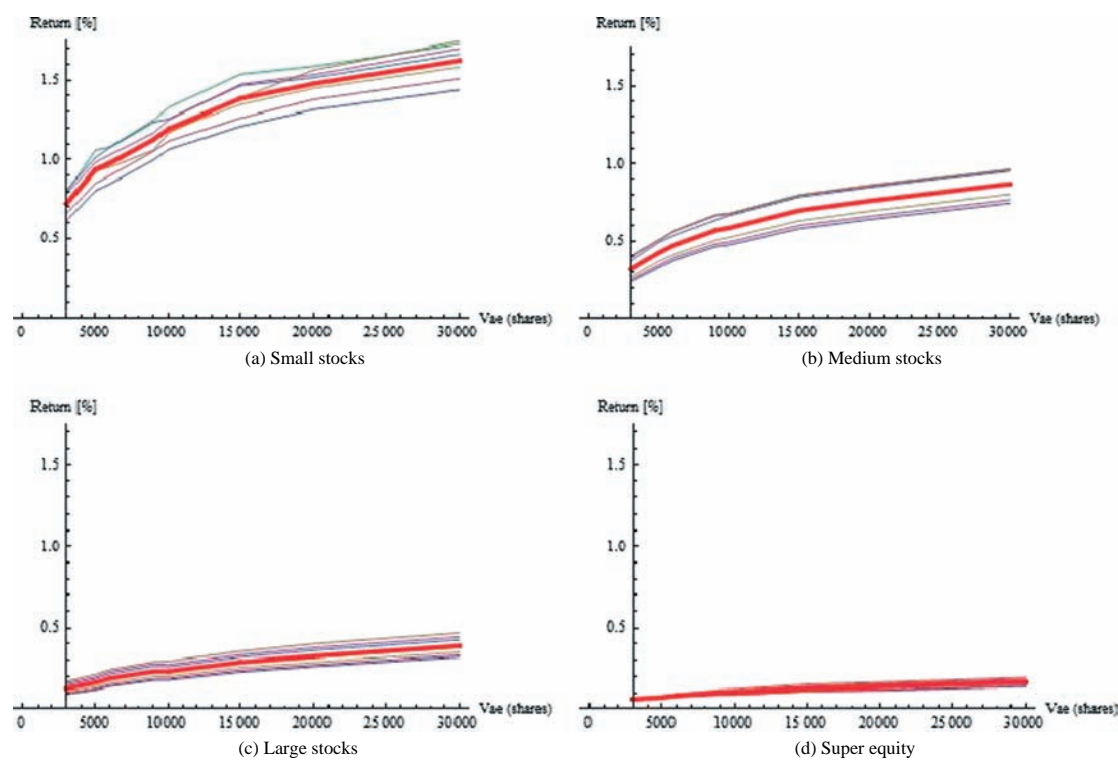 Return [%] Return [%]
1.5 1.5
1.0 1.0
0.5 0.5
0 5000 10000 15000 20000 25000 30000 Vae (shares) 0 5000 10000 15000 20000 25000 30000 Vae (shares)
(a) Small stocks (b) Medium stocks
Return [%] Return [%]
1.5 1.5
1.0 1.0
0.5 0.5
0 5000 10000 15000 20000 25000 30000 Vae (shares) 0 5000 10000 15000 20000 25000 30000 Vae (shares)
(c) Large stocks (d) Super equity